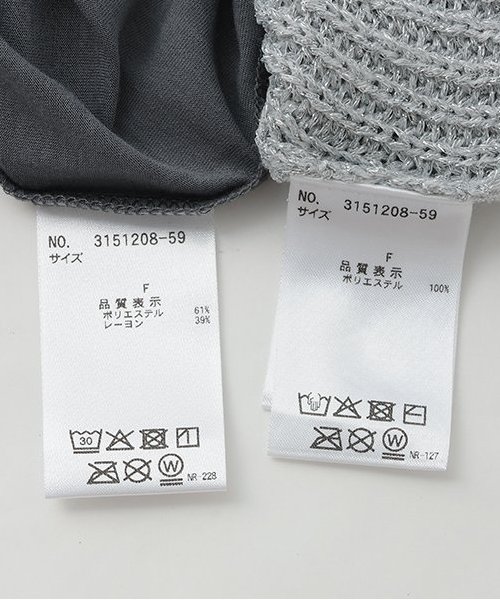 NO. 3151208-59
サイズ
F
品質表示
ポリエステル 61%
レーヨン 39%
30
W
NR-228
NO. 3151208-59
サイズ
F
品質表示
ポリエステル 100%
W
NR-127